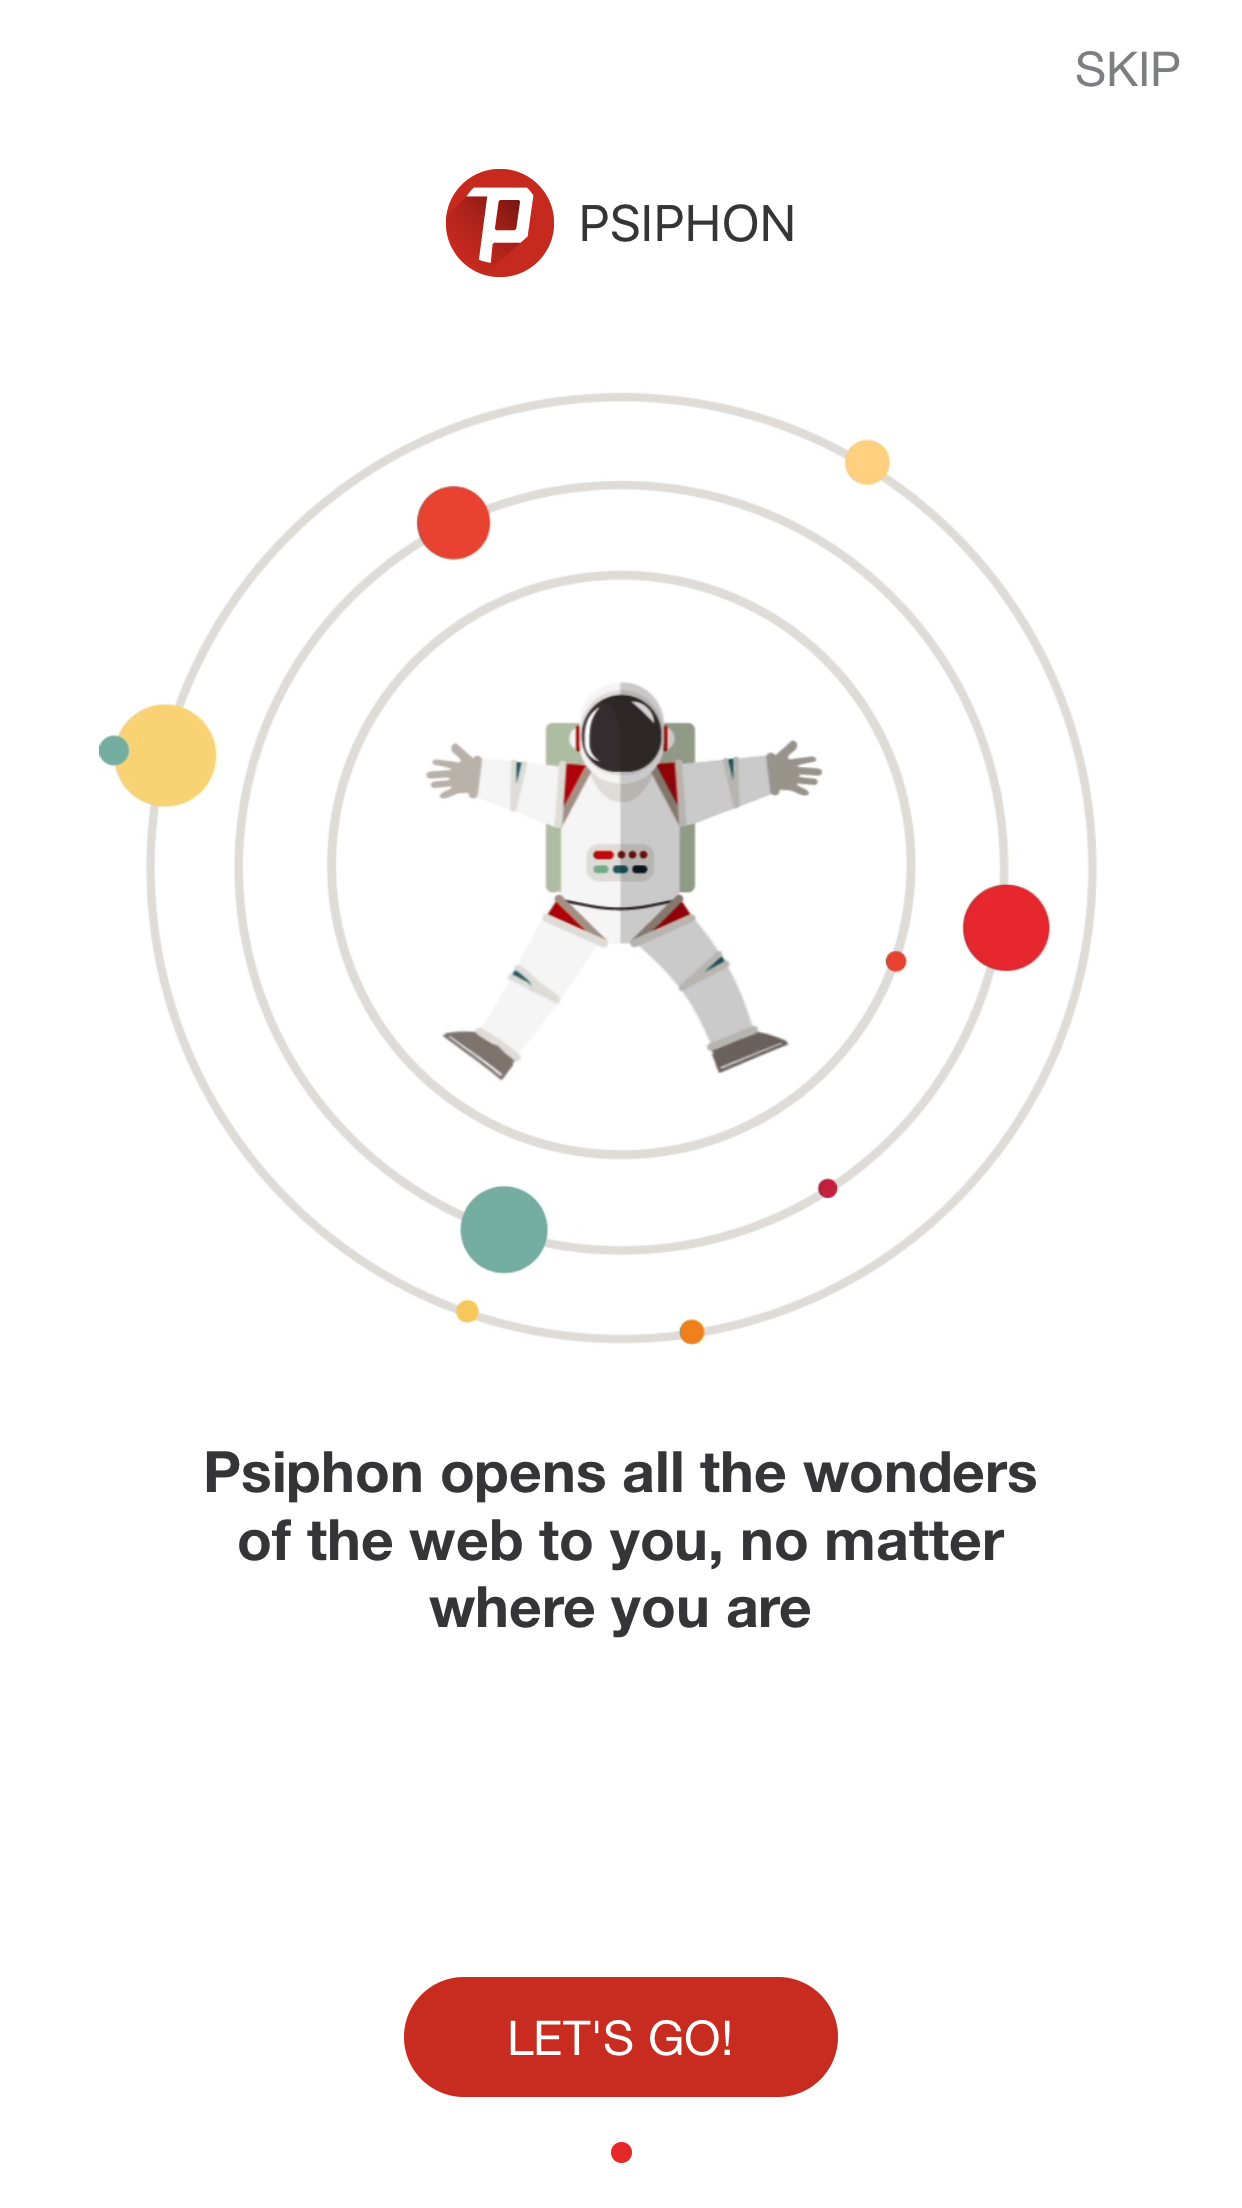 SKIP
PSIPHON
Psiphon opens all the wonders
of the web to you, no matter
where you are
LET'S GO!